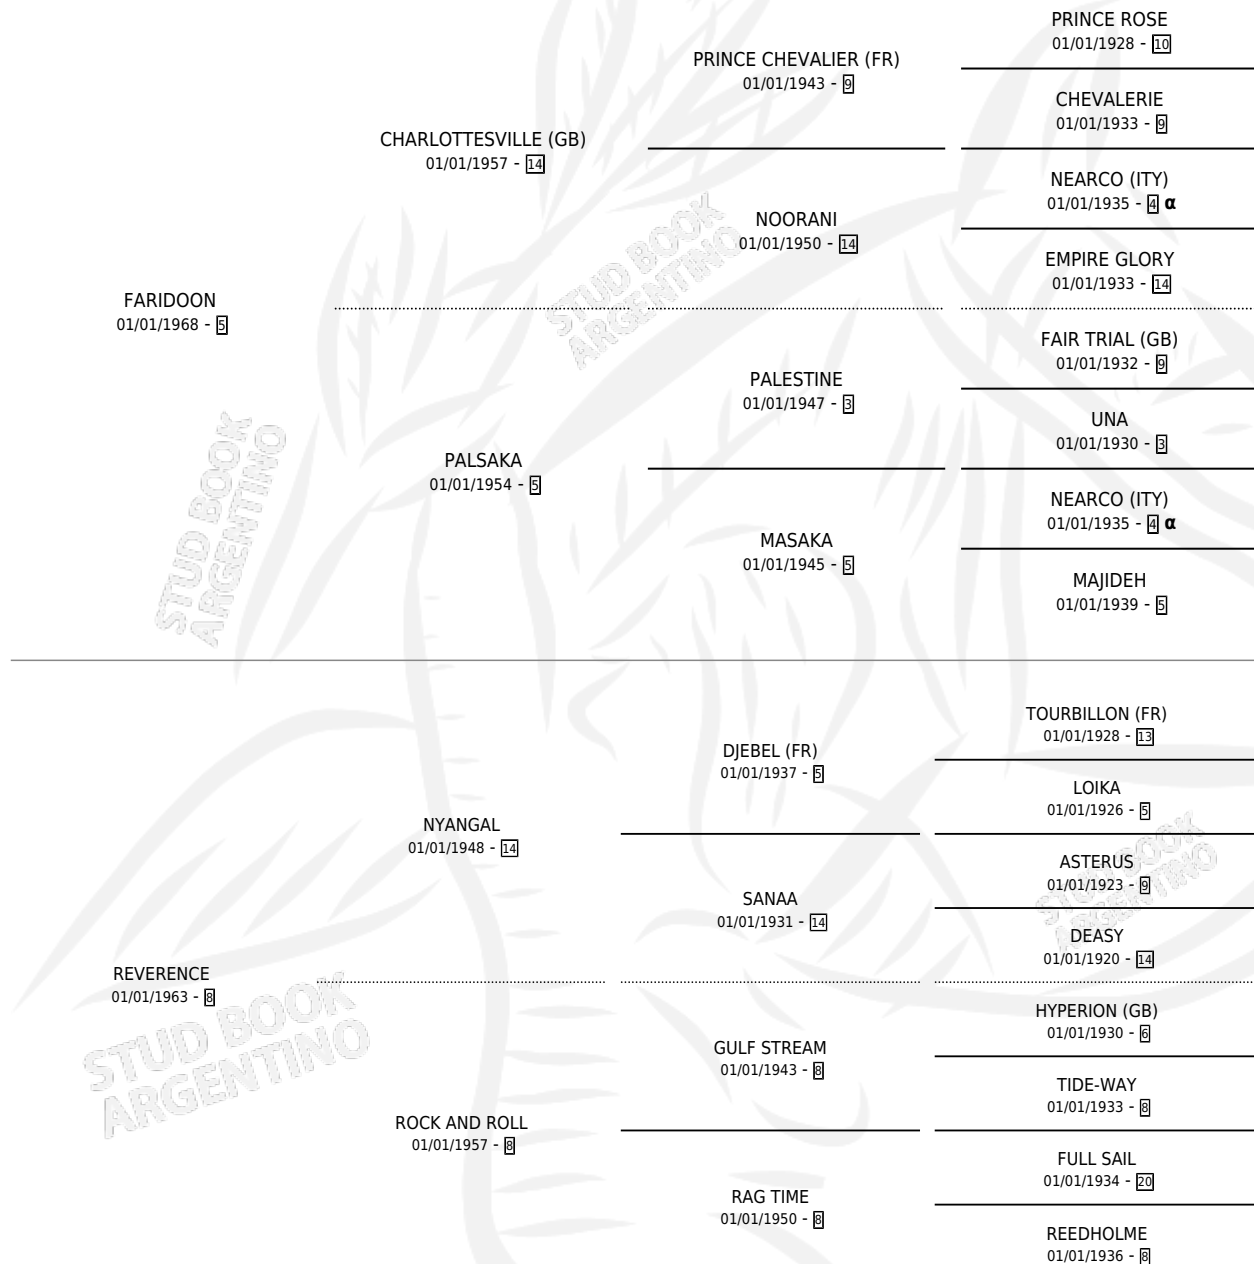 PRINCE ROSE
01/01/1928 - 10
PRINCE CHEVALIER (FR)
01/01/1943 - 9
CHEVALERIE
01/01/1933 - 9
CHARLOTTESVILLE (GB)
01/01/1957 - 14
NEARCO (ITY)
01/01/1935 - 4 α
NOORANI
01/01/1950 - 14
EMPIRE GLORY
01/01/1933 - 14
STUD BOOK
ARGENTINO
FARIDOON
01/01/1968 - 5
FAIR TRIAL (GB)
01/01/1932 - 9
PALESTINE
01/01/1947 - 3
UNA
01/01/1930 - 3
PALSAKA
01/01/1954 - 5
NEARCO (ITY)
01/01/1935 - 4 α
MASAKA
01/01/1945 - 5
MAJIDEH
01/01/1939 - 5
STUD BOOK
ARGENTINO
TOURBILLON (FR)
01/01/1928 - 13
DJEBEL (FR)
01/01/1937 - 5
LOIKA
01/01/1926 - 5
NYANGAL
01/01/1948 - 14
ASTERUS
01/01/1923 - 9
SANAA
01/01/1931 - 14
DEASY
01/01/1920 - 14
STUD BOOK
ARGENTINO
REVERENCE
01/01/1963 - 8
HYPERION (GB)
01/01/1930 - 6
GULF STREAM
01/01/1943 - 8
TIDE-WAY
01/01/1933 - 8
STUD BOOK
ARGENTINO
ROCK AND ROLL
01/01/1957 - 8
FULL SAIL
01/01/1934 - 20
RAG TIME
01/01/1950 - 8
REEDHOLME
01/01/1936 - 8